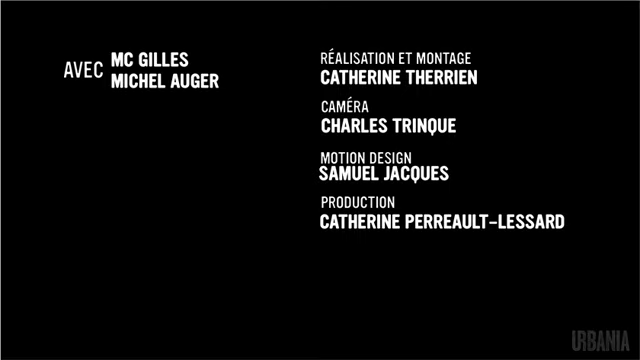 AVEC
MC GILLES
MICHEL AUGER
RÉALISATION ET MONTAGE
CATHERINE THERRIEN
CAMÉRA
CHARLES TRINQUE
MOTION DESIGN
SAMUEL JACQUES
PRODUCTION
CATHERINE PERREAULT-LESSARD
URBANIA